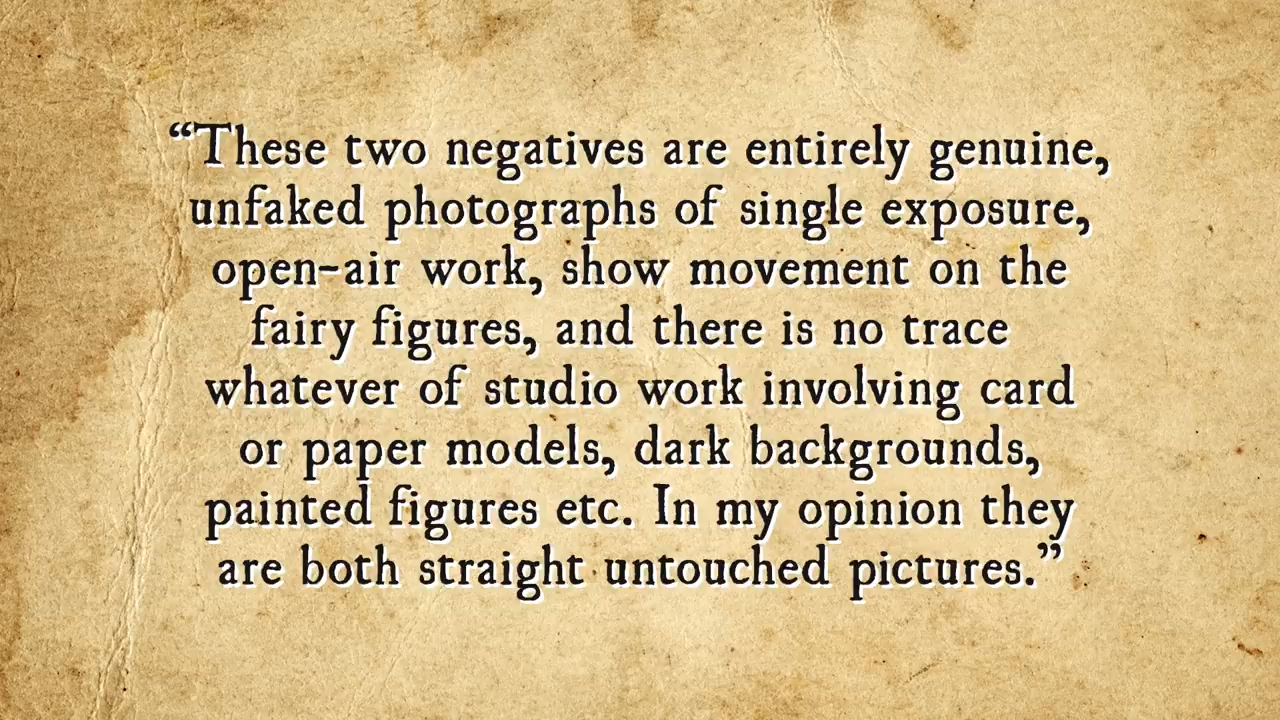 “These two negatives are entirely genuine,
unfaked photographs of single exposure,
open-air work, show movement on the
fairy figures, and there is no trace
whatever of studio work involving card
or paper models, dark backgrounds,
painted figures etc. In my opinion they
are both straight untouched pictures.”